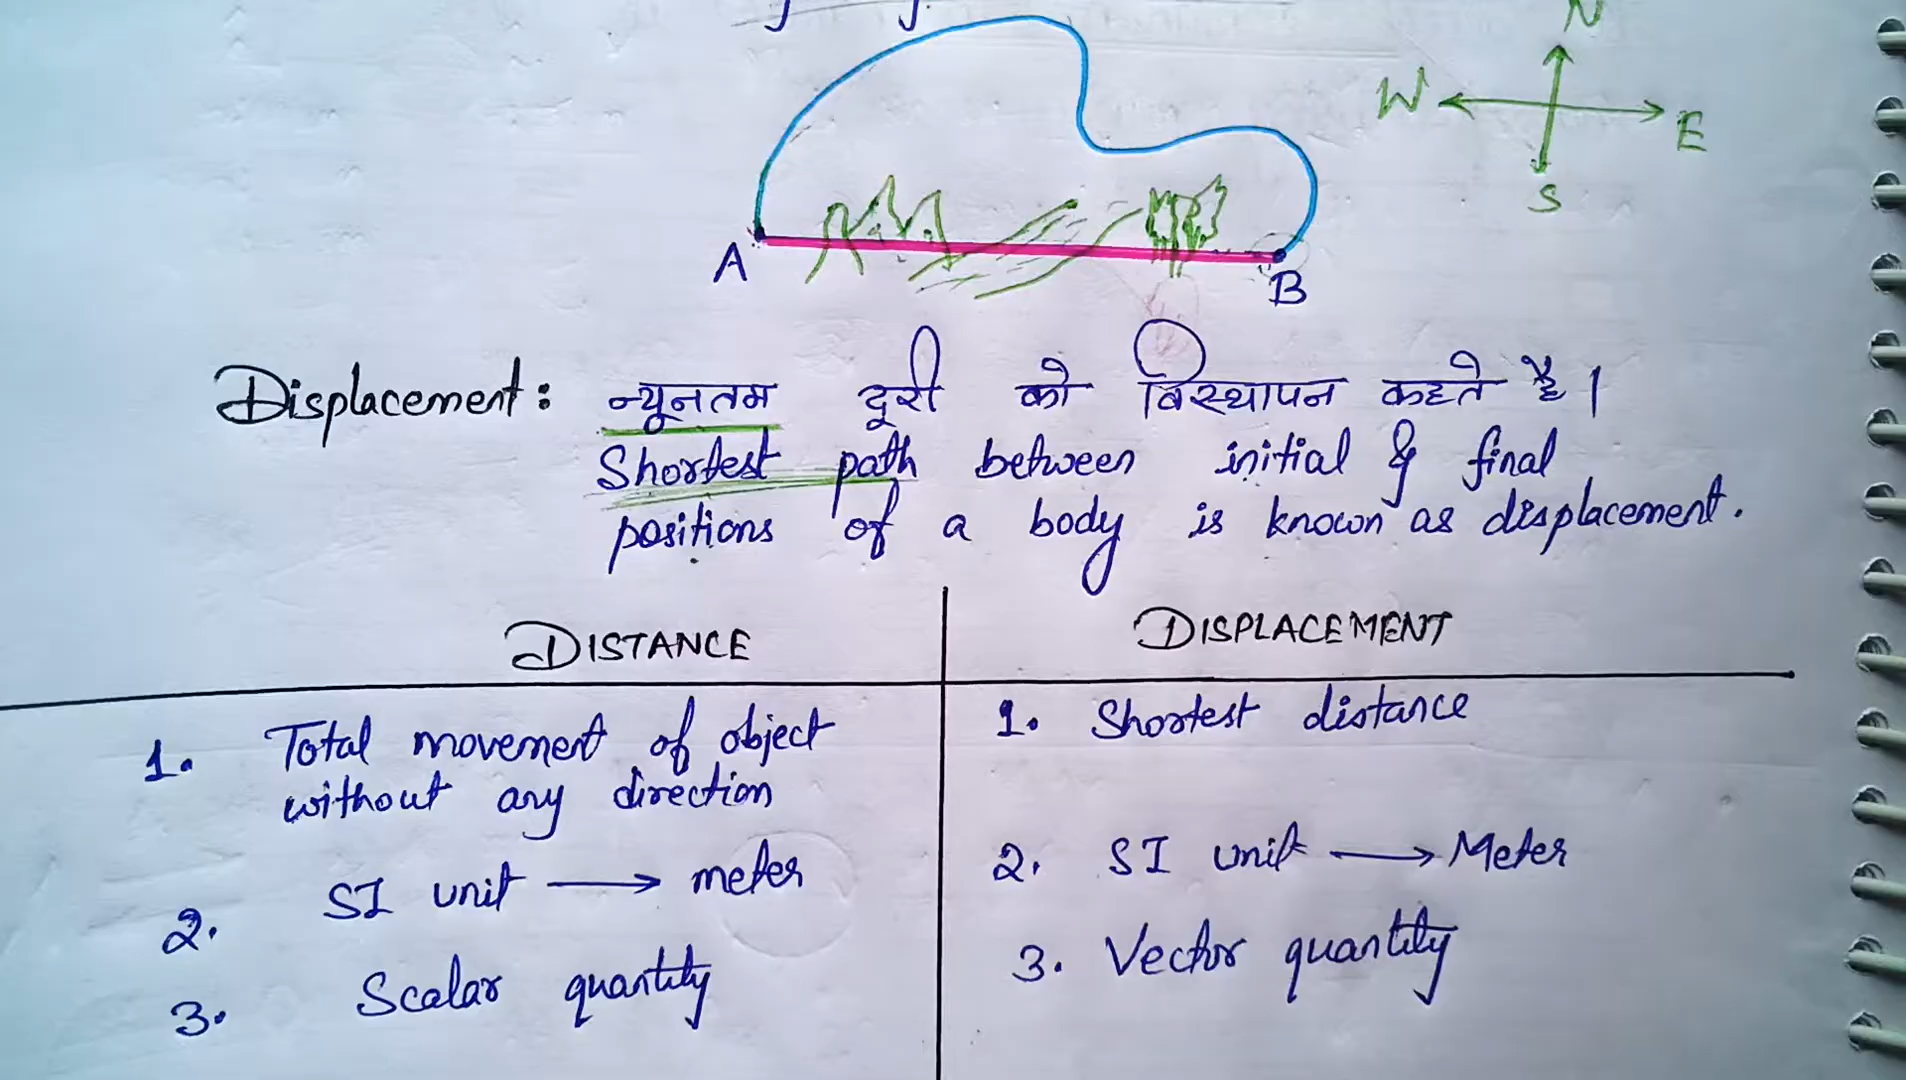 N
W
E
S
A
B
Displacement: न्यूनतम दूरी को विस्थापन कहते है।
Shortest path between initial & final
positions of a body is known as displacement.
DISTANCE
1. Total movement of object
without any direction
2. SI unit → meter
3. Scalar quantity
DISPLACEMENT
1. Shortest distance
2. SI unit → Meter
3. Vector quantity